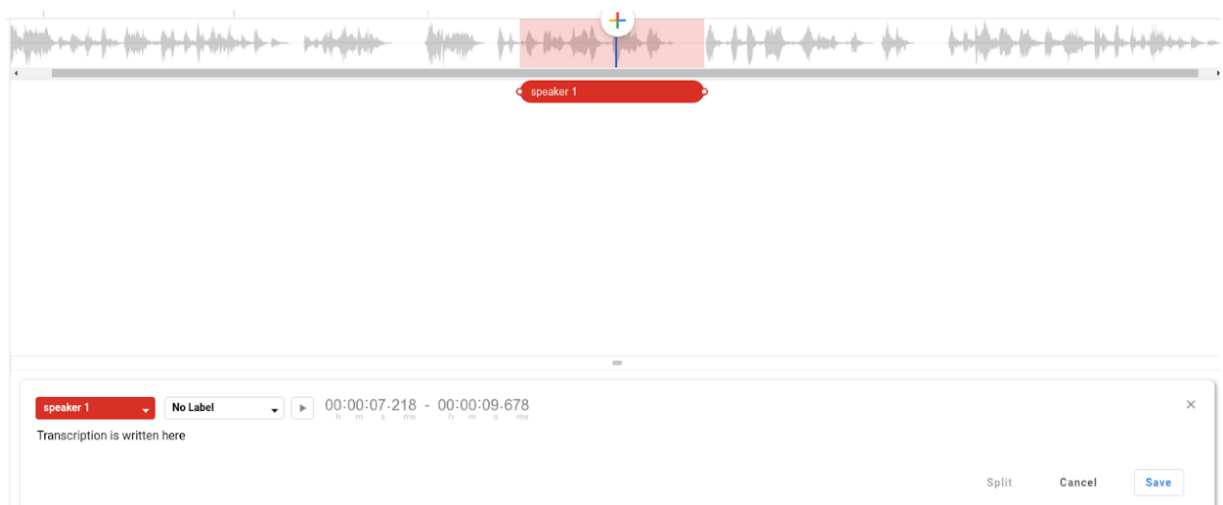 speaker 1
speaker 1 No Label 00:00:07.218 - 00:00:09.678
h m s ms h m s ms
Transcription is written here
Split Cancel Save